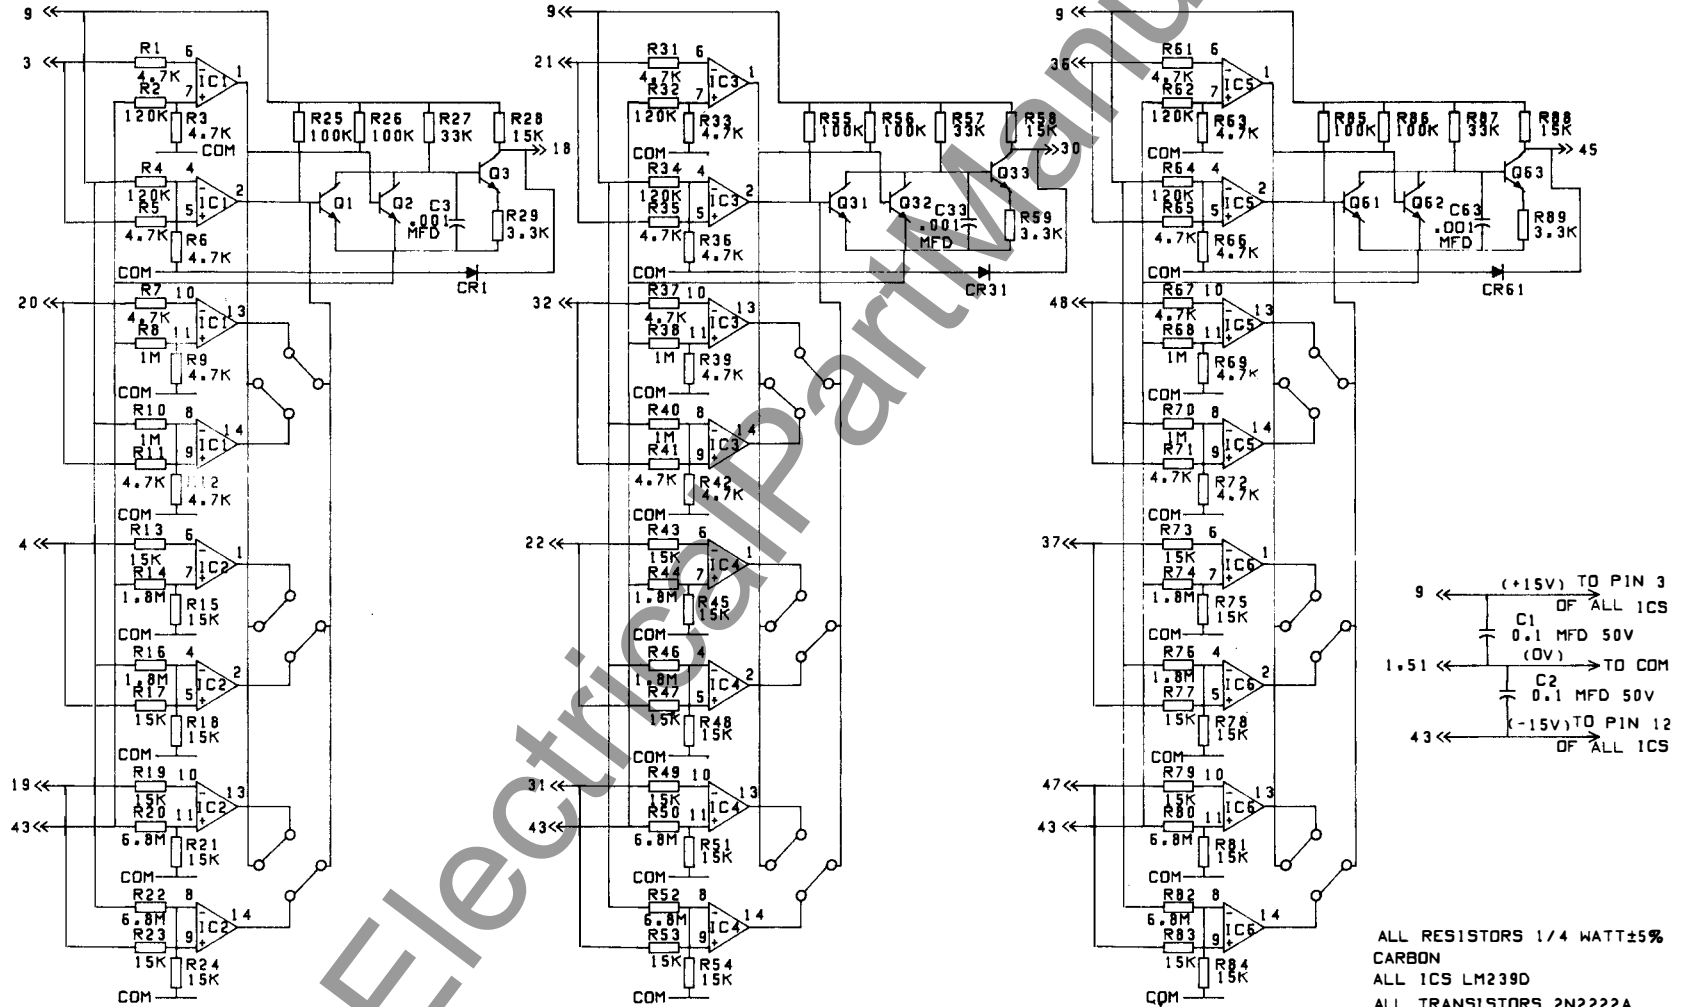 9
3
R1
4.7K
R2
120K
R3
4.7K
COM
6
7
IC1
1
R25
100K
R26
100K
R27
33K
R28
15K
18
R4
120K
R5
4.7K
R6
4.7K
COM
4
5
IC1
2
Q1
Q2
Q3
C3
.001
MFD
R29
3.3K
CR1
20
R7
4.7K
R8
1M
R9
4.7K
COM
10
11
IC1
13
R10
1M
R11
4.7K
4.7K
COM
8
9
IC1
14
4
R13
15K
R14
1.8M
R15
15K
COM
6
7
IC2
1
R16
1.8M
R17
15K
R18
15K
COM
4
5
IC2
2
19
43
R19
15K
R20
6.8M
R21
15K
COM
10
11
IC2
13
R22
6.8M
R23
15K
R24
15K
COM
8
9
IC2
14
9
21
R31
4.7K
R32
120K
R33
4.7K
COM
6
7
IC3
1
R55
100K
R56
100K
R57
33K
R58
15K
30
R34
120K
R35
4.7K
R36
4.7K
COM
4
5
IC3
2
Q31
Q32
Q33
C33
.001
MFD
R59
3.3K
CR31
32
R37
4.7K
R38
1M
R39
4.7K
COM
10
11
IC3
13
R40
1M
R41
4.7K
R42
4.7K
COM
8
9
IC3
14
22
R43
15K
R44
1.8M
R45
15K
COM
6
7
IC4
1
R46
1.8M
R47
15K
R48
15K
COM
4
5
IC4
2
31
43
R49
15K
R50
6.8M
R51
15K
COM
10
11
IC4
13
R52
6.8M
R53
15K
R54
15K
COM
8
9
IC4
14
9
36
R61
4.7K
R62
120K
R63
4.7K
COM
6
7
IC5
1
R85
100K
R86
100K
R87
33K
R88
15K
45
R64
120K
R65
4.7K
R66
4.7K
COM
4
5
IC5
2
Q61
Q62
Q63
C63
.001
MFD
R89
3.3K
CR61
48
R67
4.7K
R68
1M
R69
4.7K
COM
10
11
IC5
13
R70
1M
R71
4.7K
R72
4.7K
COM
8
9
IC5
14
37
R73
15K
R74
1.8M
R75
15K
COM
6
7
IC6
1
R76
1.8M
R77
15K
R78
15K
COM
4
5
IC6
2
47
43
R79
15K
R80
6.8M
R81
15K
COM
10
11
IC6
13
R82
6.8M
R83
15K
R84
15K
COM
8
9
IC6
14
9 (+15V) TO PIN 3
OF ALL ICS
C1
0.1 MFD 50V
1.51 (0V) TO COM
C2
0.1 MFD 50V
43 (-15V) TO PIN 12
OF ALL ICS
ALL RESISTORS 1/4 WATT±5%
CARBON
ALL ICS LM239D
ALL TRANSISTORS 2N2222A
ElectricalPartManu